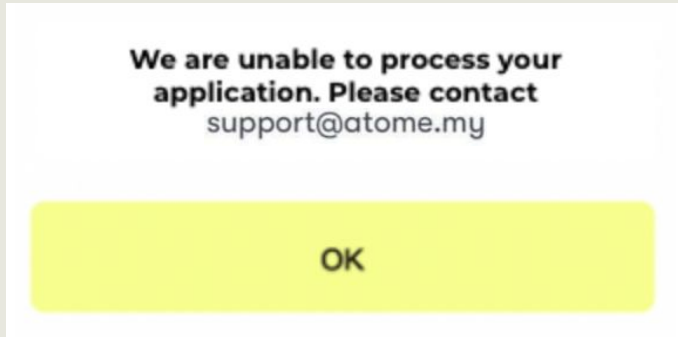 We are unable to process your
application. Please contact
support@atome.my
OK